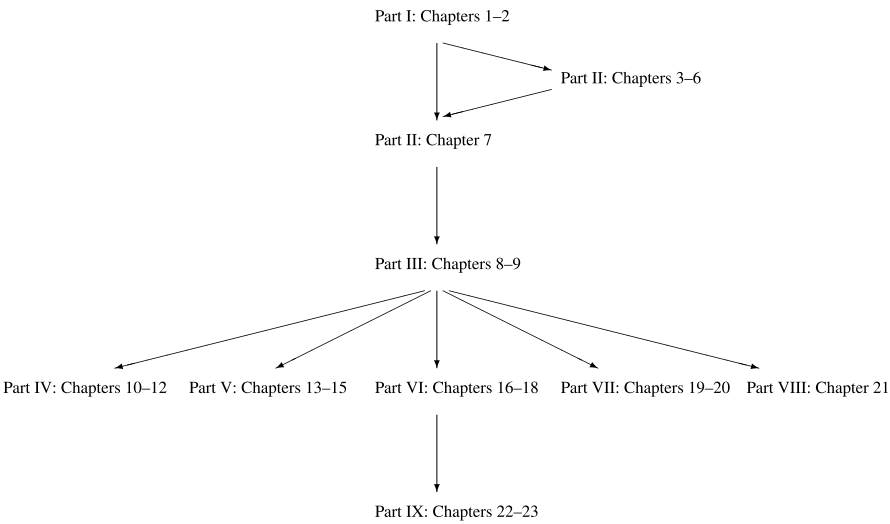 Part I: Chapters 1–2
Part II: Chapters 3–6
Part II: Chapter 7
Part III: Chapters 8–9
Part IV: Chapters 10–12
Part V: Chapters 13–15
Part VI: Chapters 16–18
Part VII: Chapters 19–20
Part VIII: Chapter 21
Part IX: Chapters 22–23